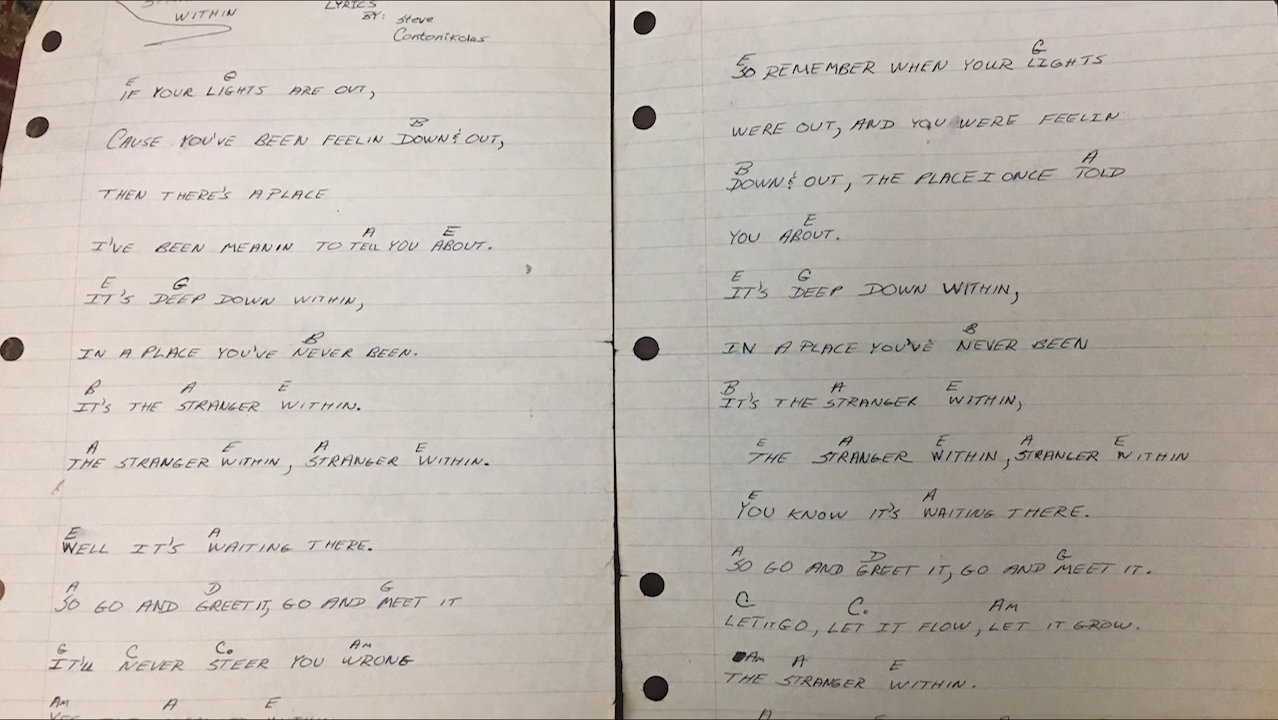 WITHIN
LYRICS
BY: Steve
Contonikolas
E G
IF YOUR LIGHTS ARE OUT,
B
CAUSE YOU'VE BEEN FEELIN DOWN & OUT,
THEN THERE'S A PLACE
A E
I'VE BEEN MEANIN TO TELL YOU ABOUT.
E G
IT'S DEEP DOWN WITHIN,
B
IN A PLACE YOU'VE NEVER BEEN.
B A E
IT'S THE STRANGER WITHIN.
A E A E
THE STRANGER WITHIN, STRANGER WITHIN.
E A
WELL IT'S WAITING THERE.
A D G
SO GO AND GREET IT, GO AND MEET IT
G C C. Am
IT'LL NEVER STEER YOU WRONG
Am A E
E G
SO REMEMBER WHEN YOUR LIGHTS
WERE OUT, AND YOU WERE FEELIN
B A
DOWN & OUT, THE PLACE I ONCE TOLD
E
YOU ABOUT.
E G
IT'S DEEP DOWN WITHIN,
B
IN A PLACE YOU'VE NEVER BEEN
B A E
IT'S THE STRANGER WITHIN,
E A E A E
THE STRANGER WITHIN, STRANGER WITHIN
E A
YOU KNOW IT'S WAITING THERE.
A D G
SO GO AND GREET IT, GO AND MEET IT.
C C. Am
LET IT GO, LET IT FLOW, LET IT GROW.
Am A E
THE STRANGER WITHIN.
A E A E